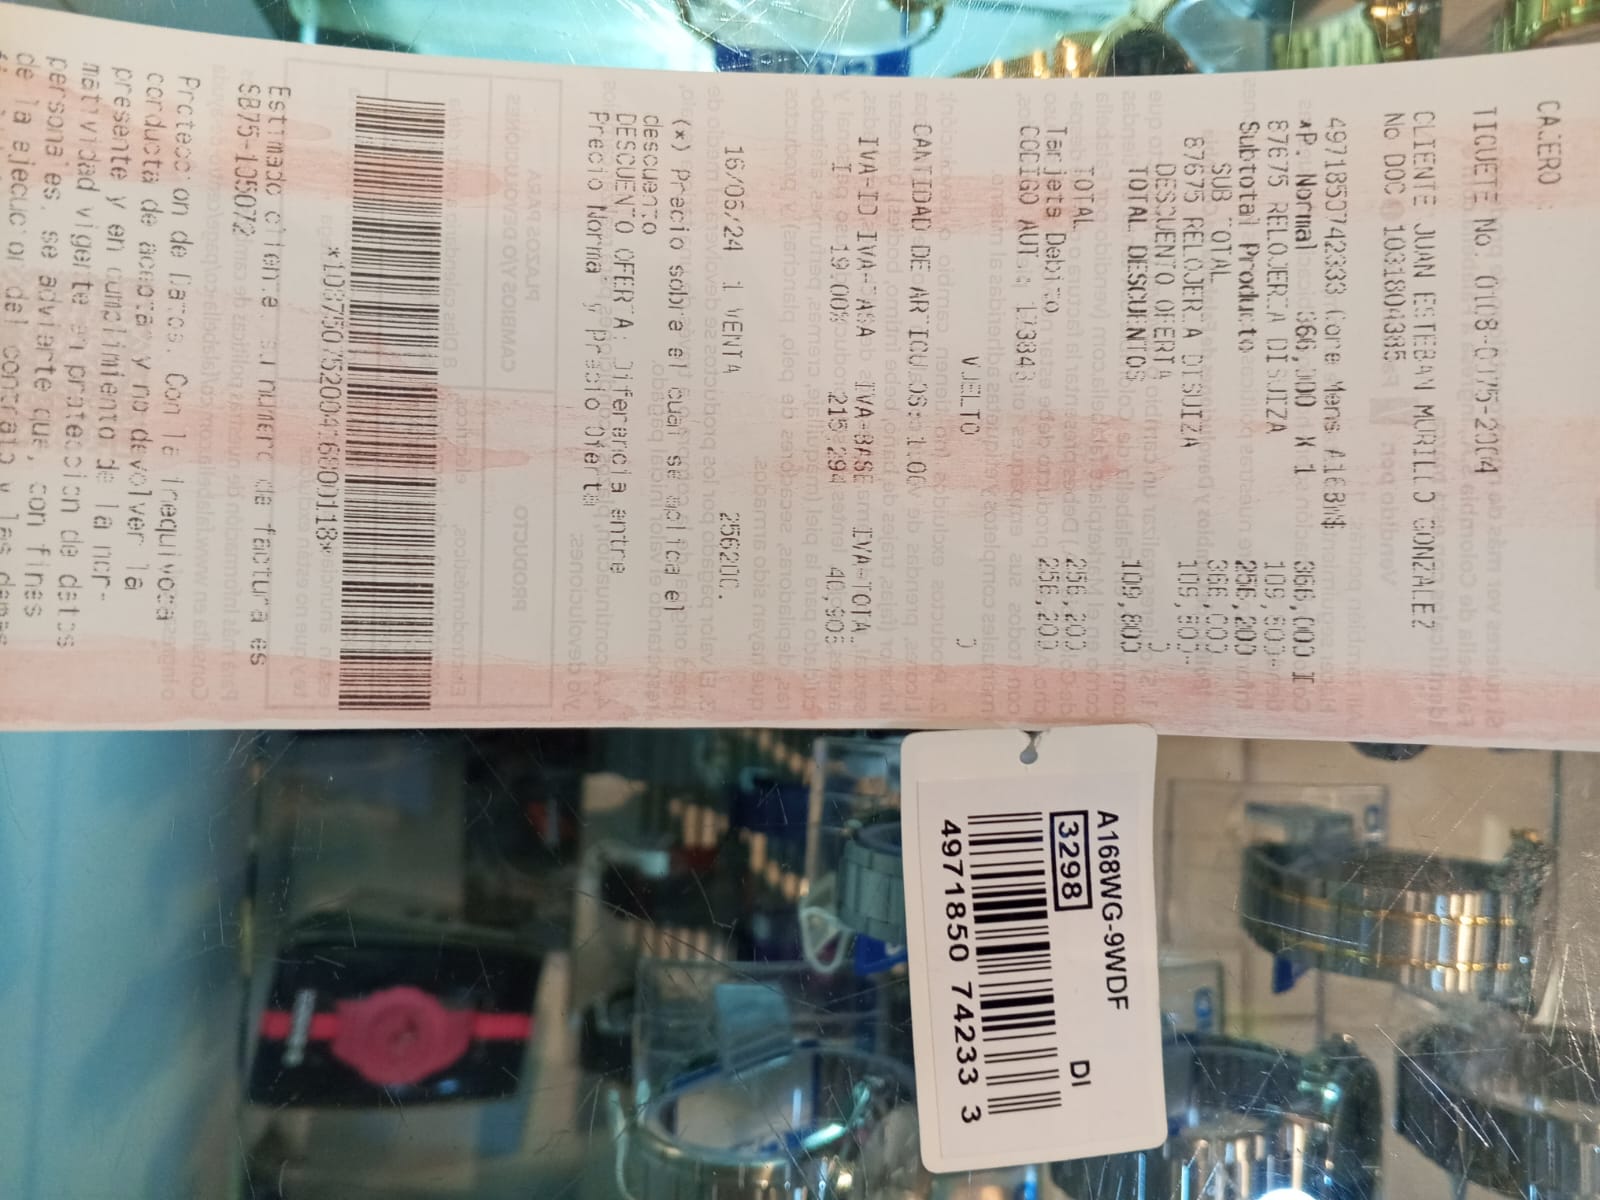 CAJERO :
TIQUETE No. 0108-0175-2004
CLIENTE JUAN ESTEBAN MURILLO GONZALEZ
No DOC 1031804385
4971850742333 Core Mens A168W$
*P. Normal 366,000 X 1 366,000 I
87675 RELOJERIA DISUIZA 109,800-
Subtotal Producto 256,200
SUB TOTAL 366,000
87675 RELOJERIA DISUIZA 109,800-
DESCUENTO OFERTA
TOTAL DESCUENTOS 109,800
TOTAL 256,200
Tarjeta Debito 256,200
CODIGO AUT.:
VUELTO 0
CANTIDAD DE ARTICULOS: 1.00
IVA-ID IVA-TASA IVA-BASE IVA-TOTAL
I 19.00% 215,294 40,906
16/06/24 1 VENTA 256200.
(*) Precio sobre el cual se aplica el
descuento
DESCUENTO OFERTA: Diferencia entre
Precio Normal y Precio Oferta
Estimado cliente su numero de factura es
SB75-105072
Proteccion de Datos. Con la inequivoca
conducta de aceptar y no devolver la
presente y en cumplimiento de la nor-
matividad vigente en proteccion de datos
personales, se advierte que, con fines
de la ejecucion del contrato y las demas
A168WG-9WDF
3298 DI
4971850 74233 3